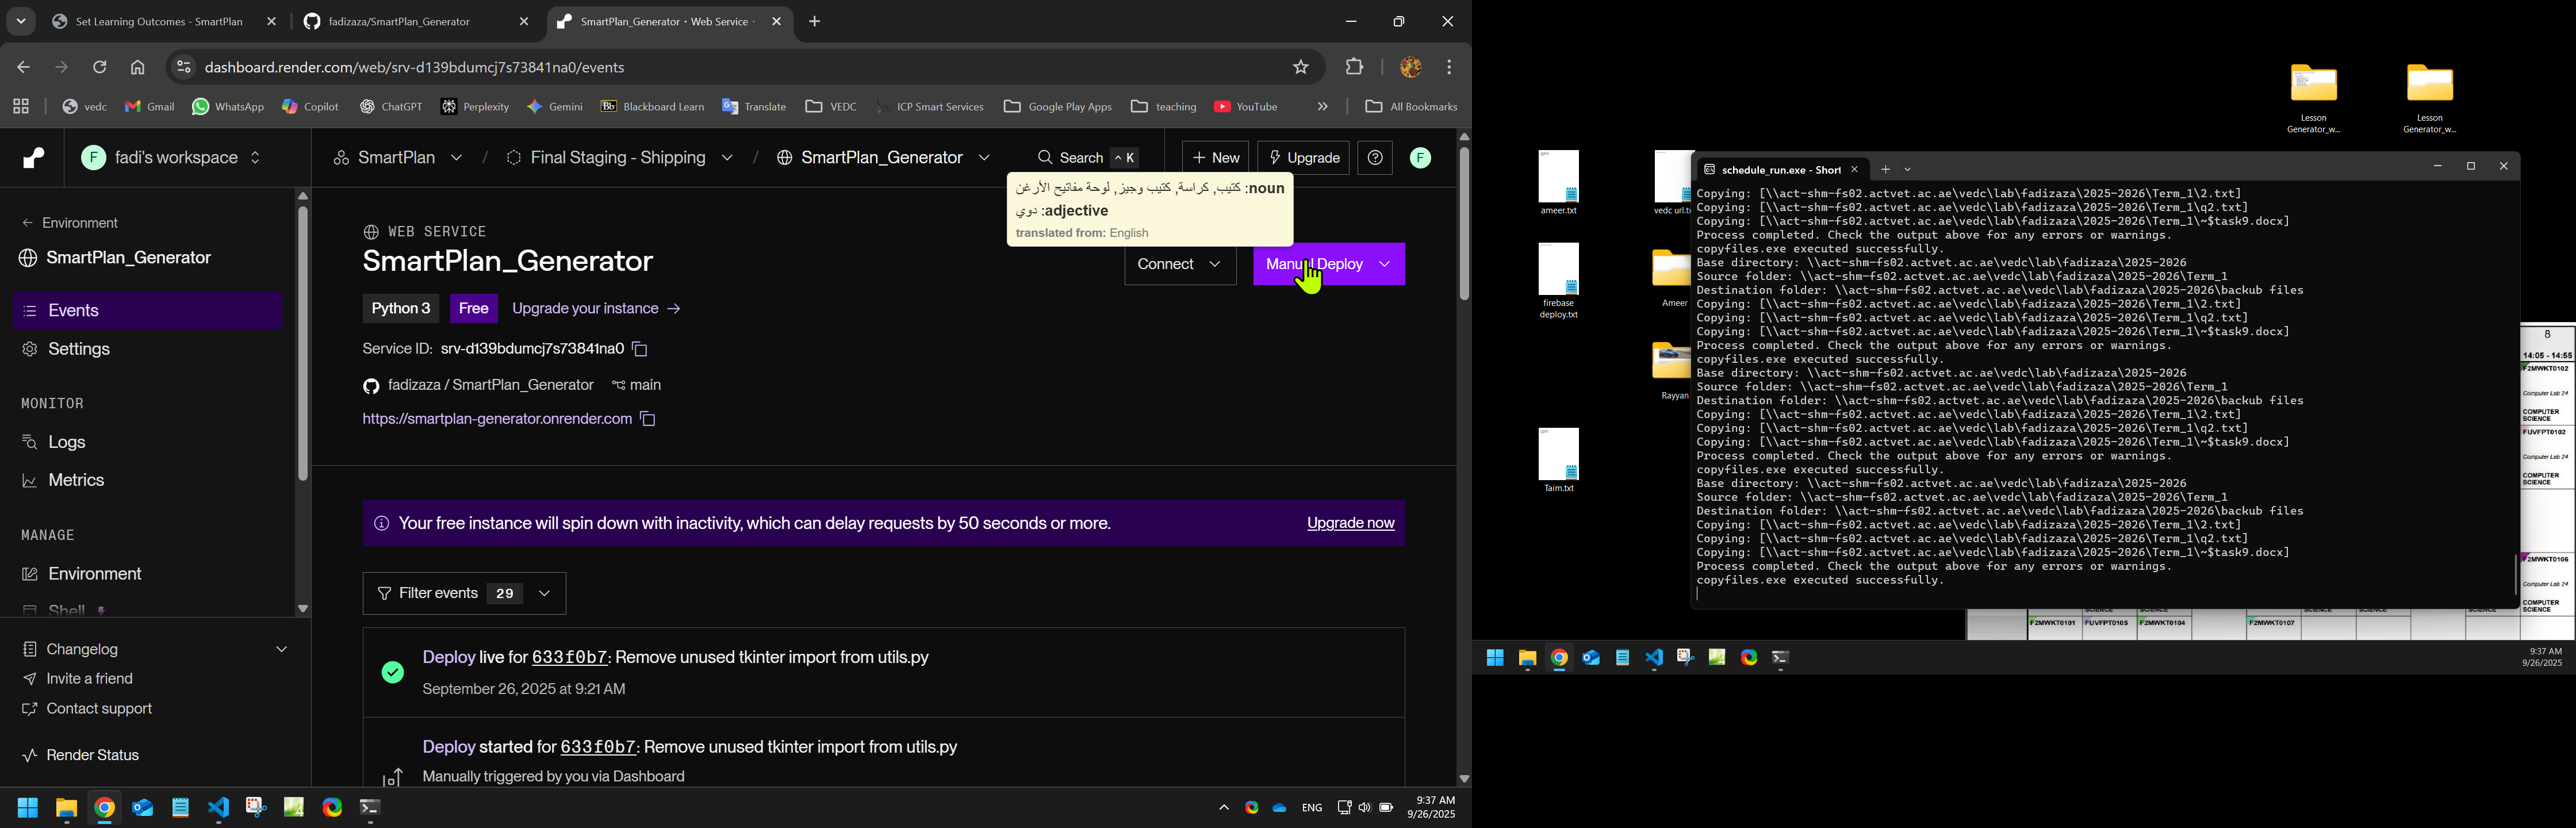 Set Learning Outcomes - SmartPlan
fadizaza/SmartPlan_Generator
SmartPlan_Generator · Web Service ·
dashboard.render.com/web/srv-d139bdumcj7s73841na0/events
vedc
Gmail
WhatsApp
Copilot
ChatGPT
Perplexity
Gemini
Bb
Blackboard Learn
Translate
VEDC
ICP Smart Services
Google Play Apps
teaching
YouTube
All Bookmarks
F
fadi's workspace
SmartPlan
/
Final Staging - Shipping
/
SmartPlan_Generator
Search
^ K
+ New
Upgrade
F
noun: كتيب, كراسة, كتيب وجيز, لوحة مفاتيح الأرغن
adjective: دوي
translated from: English
Environment
SmartPlan_Generator
Events
Settings
MONITOR
Logs
Metrics
MANAGE
Environment
Shell
Changelog
Invite a friend
Contact support
Render Status
WEB SERVICE
SmartPlan_Generator
Connect
Manual Deploy
Python 3
Free
Upgrade your instance →
Service ID: srv-d139bdumcj7s73841na0
fadizaza / SmartPlan_Generator
main
https://smartplan-generator.onrender.com
Your free instance will spin down with inactivity, which can delay requests by 50 seconds or more.
Upgrade now
Filter events 29
Deploy live for 633f0b7: Remove unused tkinter import from utils.py
September 26, 2025 at 9:21 AM
Deploy started for 633f0b7: Remove unused tkinter import from utils.py
Manually triggered by you via Dashboard
ENG
9:37 AM
9/26/2025
Lesson
Generator_w...
Lesson
Generator_w...
ameer.txt
firebase
deploy.txt
Ameer
Rayyan
Taim.txt
schedule_run.exe - Short
Copying: [\\act-shm-fs02.actvet.ac.ae\vedc\lab\fadizaza\2025-2026\Term_1\2.txt]
Copying: [\\act-shm-fs02.actvet.ac.ae\vedc\lab\fadizaza\2025-2026\Term_1\q2.txt]
Copying: [\\act-shm-fs02.actvet.ac.ae\vedc\lab\fadizaza\2025-2026\Term_1\~$task9.docx]
Process completed. Check the output above for any errors or warnings.
copyfiles.exe executed successfully.
Base directory: \\act-shm-fs02.actvet.ac.ae\vedc\lab\fadizaza\2025-2026
Source folder: \\act-shm-fs02.actvet.ac.ae\vedc\lab\fadizaza\2025-2026\Term_1
Destination folder: \\act-shm-fs02.actvet.ac.ae\vedc\lab\fadizaza\2025-2026\backub files
Copying: [\\act-shm-fs02.actvet.ac.ae\vedc\lab\fadizaza\2025-2026\Term_1\2.txt]
Copying: [\\act-shm-fs02.actvet.ac.ae\vedc\lab\fadizaza\2025-2026\Term_1\q2.txt]
Copying: [\\act-shm-fs02.actvet.ac.ae\vedc\lab\fadizaza\2025-2026\Term_1\~$task9.docx]
Process completed. Check the output above for any errors or warnings.
copyfiles.exe executed successfully.
Base directory: \\act-shm-fs02.actvet.ac.ae\vedc\lab\fadizaza\2025-2026
Source folder: \\act-shm-fs02.actvet.ac.ae\vedc\lab\fadizaza\2025-2026\Term_1
Destination folder: \\act-shm-fs02.actvet.ac.ae\vedc\lab\fadizaza\2025-2026\backub files
Copying: [\\act-shm-fs02.actvet.ac.ae\vedc\lab\fadizaza\2025-2026\Term_1\2.txt]
Copying: [\\act-shm-fs02.actvet.ac.ae\vedc\lab\fadizaza\2025-2026\Term_1\q2.txt]
Copying: [\\act-shm-fs02.actvet.ac.ae\vedc\lab\fadizaza\2025-2026\Term_1\~$task9.docx]
Process completed. Check the output above for any errors or warnings.
copyfiles.exe executed successfully.
Base directory: \\act-shm-fs02.actvet.ac.ae\vedc\lab\fadizaza\2025-2026
Source folder: \\act-shm-fs02.actvet.ac.ae\vedc\lab\fadizaza\2025-2026\Term_1
Destination folder: \\act-shm-fs02.actvet.ac.ae\vedc\lab\fadizaza\2025-2026\backub files
Copying: [\\act-shm-fs02.actvet.ac.ae\vedc\lab\fadizaza\2025-2026\Term_1\2.txt]
Copying: [\\act-shm-fs02.actvet.ac.ae\vedc\lab\fadizaza\2025-2026\Term_1\q2.txt]
Copying: [\\act-shm-fs02.actvet.ac.ae\vedc\lab\fadizaza\2025-2026\Term_1\~$task9.docx]
Process completed. Check the output above for any errors or warnings.
copyfiles.exe executed successfully.
8
14:05 - 14:55
F2MWKT0102
Computer Lab 24
COMPUTER
SCIENCE
FUVFPT0102
Computer Lab 24
COMPUTER
SCIENCE
F2MWKT0106
Computer Lab 24
COMPUTER
SCIENCE
F2MWKT0101
FUVFPT0105
F2MWKT0104
F2MWKT0107
9:37 AM
9/26/2025